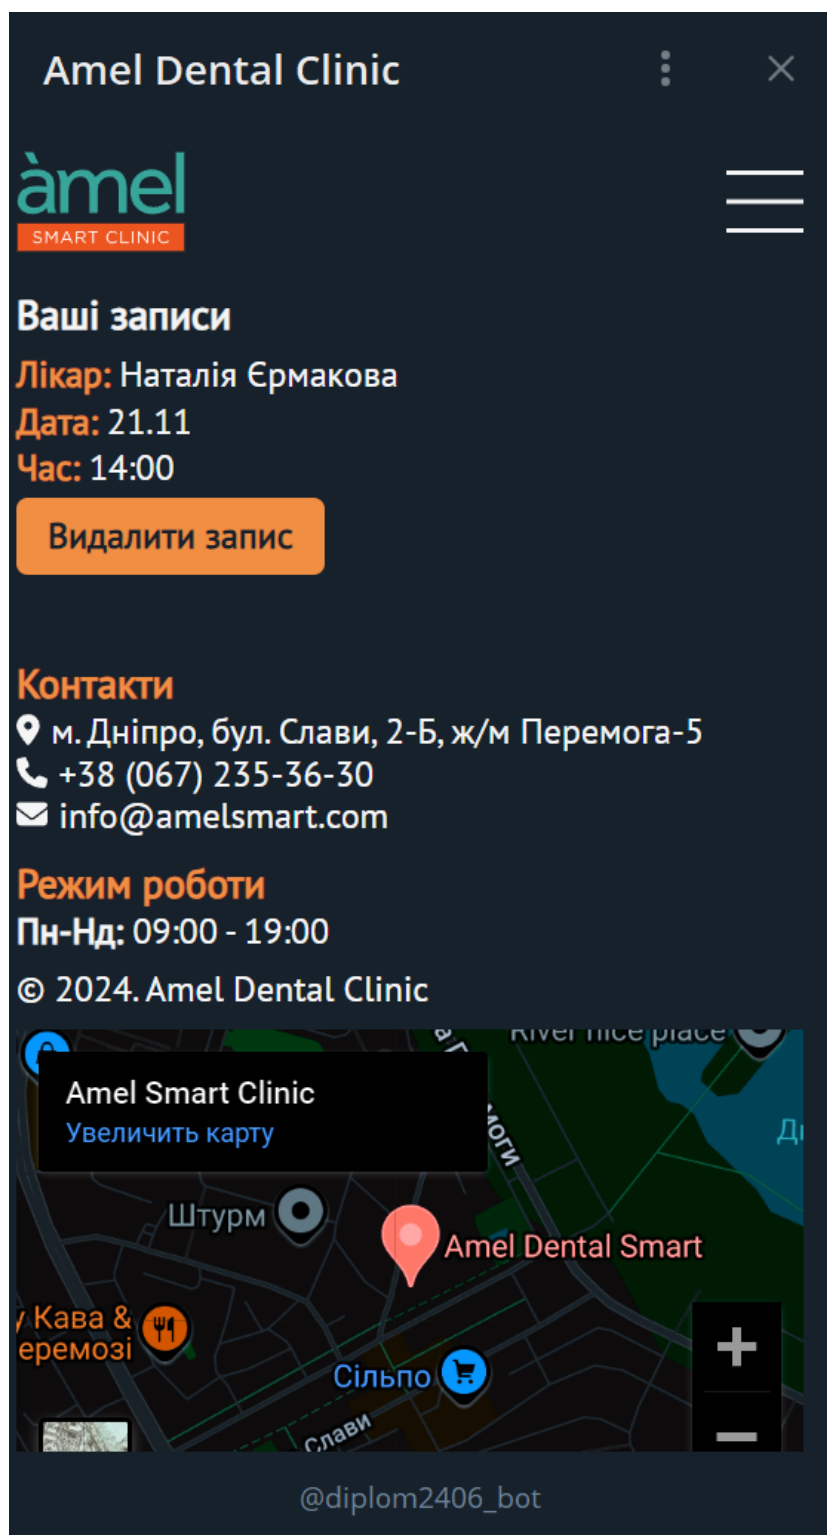 Amel Dental Clinic
àmel
SMART CLINIC
Ваші записи
Лікар: Наталія Єрмакова
Дата: 21.11
Час: 14:00
Видалити запис
Контакти
м. Дніпро, бул. Слави, 2-Б, ж/м Перемога-5
+38 (067) 235-36-30
info@amelsmart.com
Режим роботи
Пн-Нд: 09:00 - 19:00
© 2024. Amel Dental Clinic
River nice place
Amel Smart Clinic
Увеличить карту
Штурм
Amel Dental Smart
у Кава &
Сільпо
Слави
@diplom2406_bot